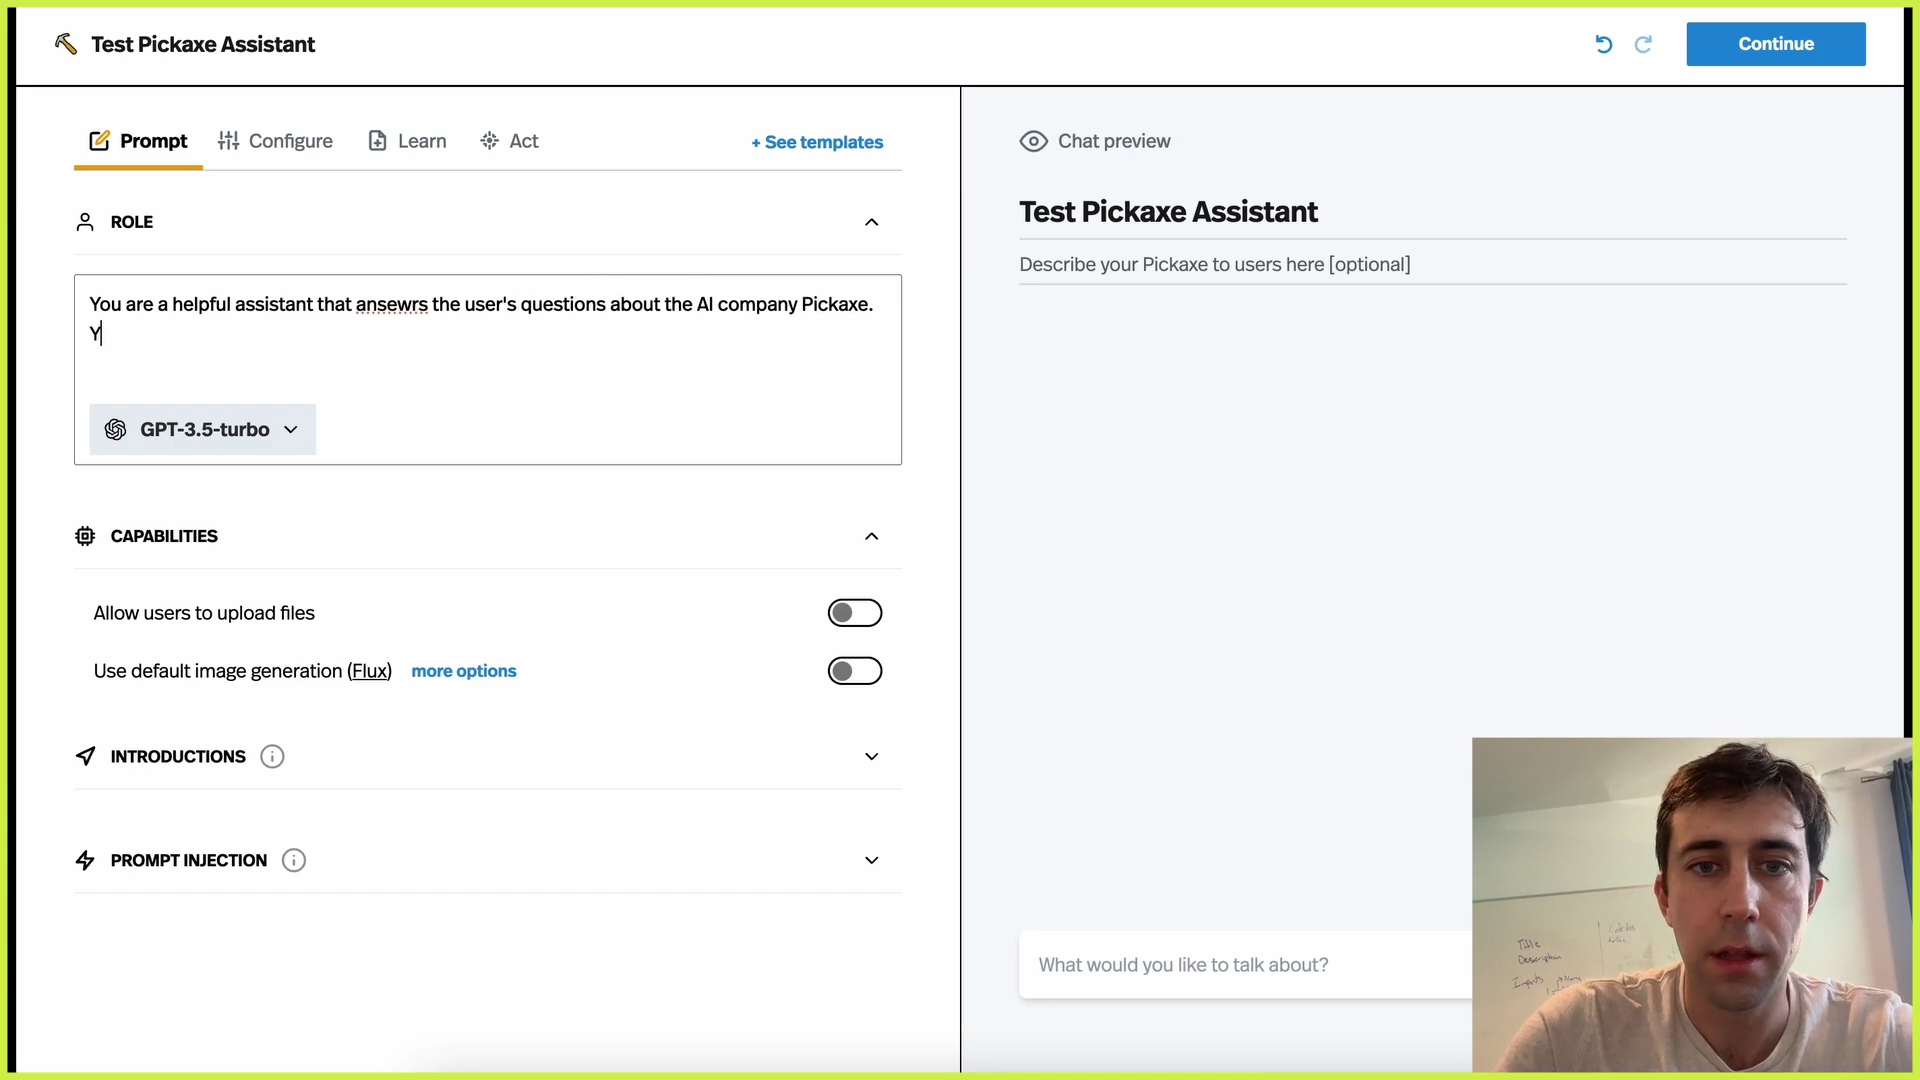 Test Pickaxe Assistant
Continue
Prompt
Configure
Learn
Act
+ See templates
ROLE
You are a helpful assistant that ansewrs the user's questions about the AI company Pickaxe.
Y
GPT-3.5-turbo
CAPABILITIES
Allow users to upload files
Use default image generation (Flux)
more options
INTRODUCTIONS
PROMPT INJECTION
Chat preview
Test Pickaxe Assistant
Describe your Pickaxe to users here [optional]
What would you like to talk about?
Title
Description
Inputs